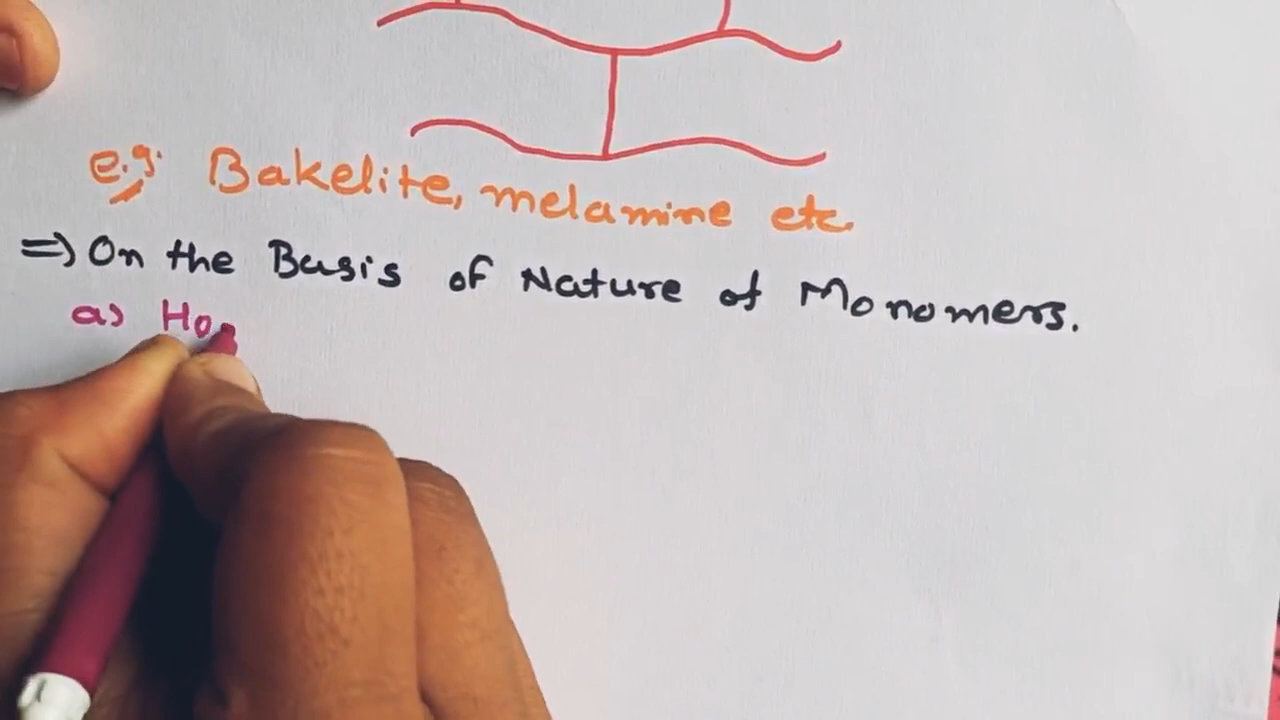 e.g. Bakelite, melamine etc.
=> On the Basis of Nature of Monomers.
a) Ho